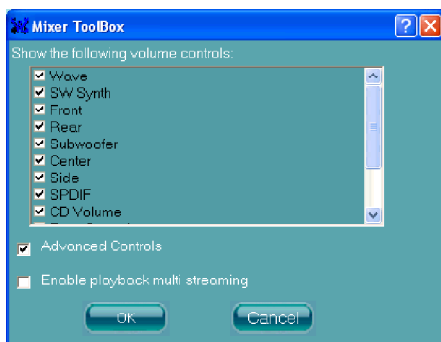 Mixer ToolBox
Show the following volume controls:
Wave
SW Synth
Front
Rear
Subwoofer
Center
Side
SPDIF
CD Volume
Advanced Controls
Enable playback multi streaming
OK
Cancel